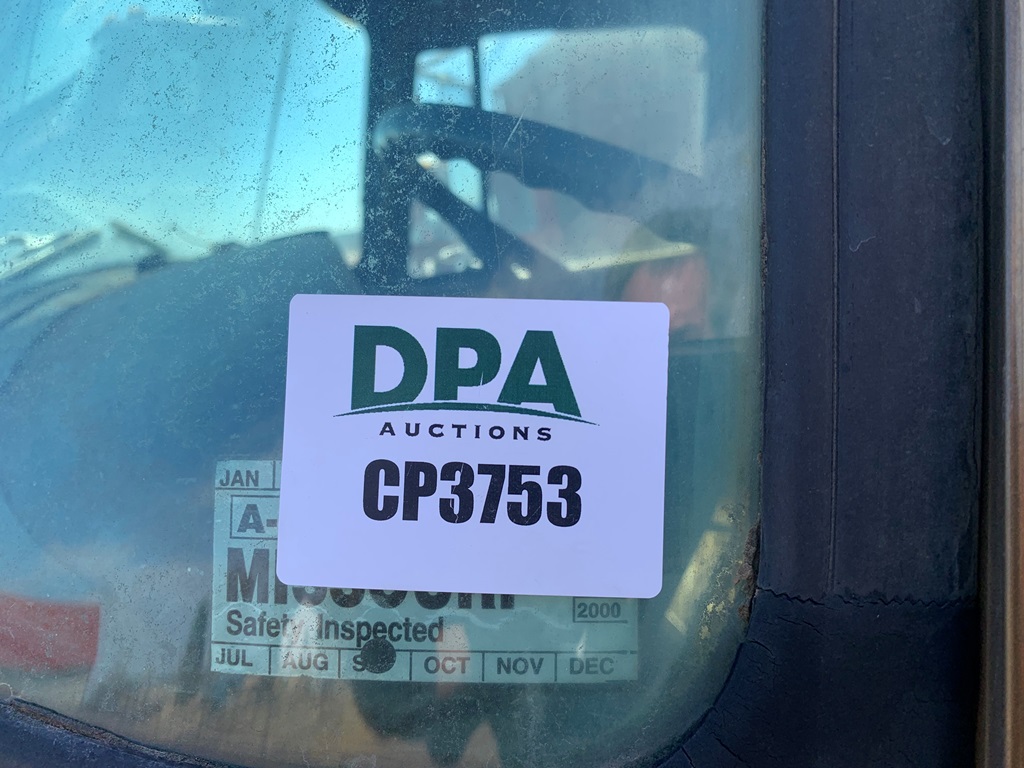 DPA
AUCTIONS
CP3753
JAN
A-
2000
Safety Inspected
JUL AUG OCT NOV DEC